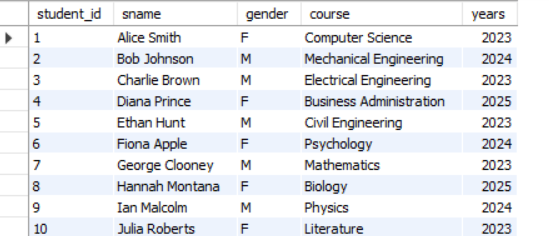 student_id sname gender course years
1 Alice Smith F Computer Science 2023
2 Bob Johnson M Mechanical Engineering 2024
3 Charlie Brown M Electrical Engineering 2023
4 Diana Prince F Business Administration 2025
5 Ethan Hunt M Civil Engineering 2023
6 Fiona Apple F Psychology 2024
7 George Clooney M Mathematics 2023
8 Hannah Montana F Biology 2025
9 Ian Malcolm M Physics 2024
10 Julia Roberts F Literature 2023